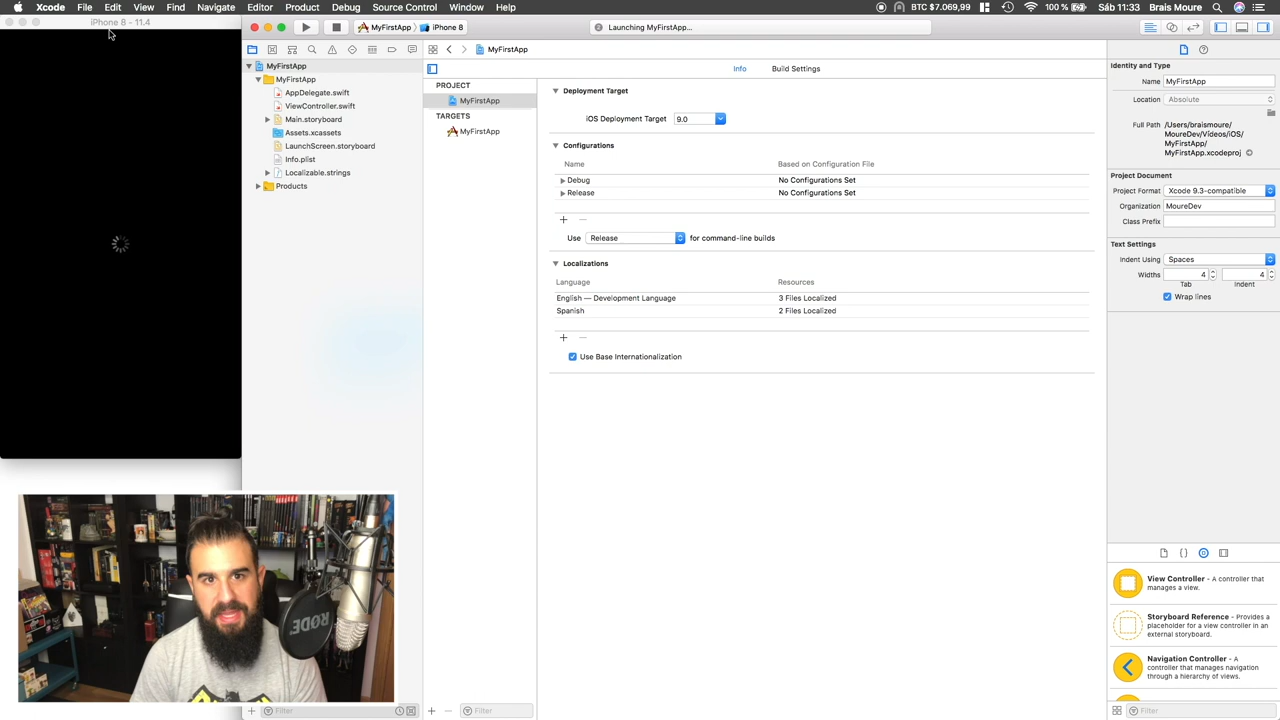 Xcode File Edit View Find Navigate Editor Product Debug Source Control Window Help
BTC $7,089,99
100%
Sáb 11:33
Brais Moure
iPhone 8 - 11.4
MyFirstApp
iPhone 8
Launching MyFirstApp...
MyFirstApp
MyFirstApp
MyFirstApp
AppDelegate.swift
ViewController.swift
Main.storyboard
Assets.xcassets
LaunchScreen.storyboard
Info.plist
Localizable.strings
Products
Filter
PROJECT
MyFirstApp
TARGETS
MyFirstApp
Filter
Info Build Settings
Deployment Target
iOS Deployment Target 9.0
Configurations
Name Based on Configuration File
Debug No Configurations Set
Release No Configurations Set
Use Release for command-line builds
Localizations
Language Resources
English — Development Language 3 Files Localized
Spanish 2 Files Localized
Use Base Internationalization
RØDE
Identity and Type
Name MyFirstApp
Location Absolute
Full Path /Users/braismoure/
MoureDev/Vídeos/iOS/
MyFirstApp/
MyFirstApp.xcodeproj
Project Document
Project Format Xcode 9.3-compatible
Organization MoureDev
Class Prefix
Text Settings
Indent Using Spaces
Widths 4 4
Tab Indent
Wrap lines
View Controller - A controller that
manages a view.
Storyboard Reference - Provides a
placeholder for a view controller in an
external storyboard.
Navigation Controller - A
controller that manages navigation
through a hierarchy of views.
Filter